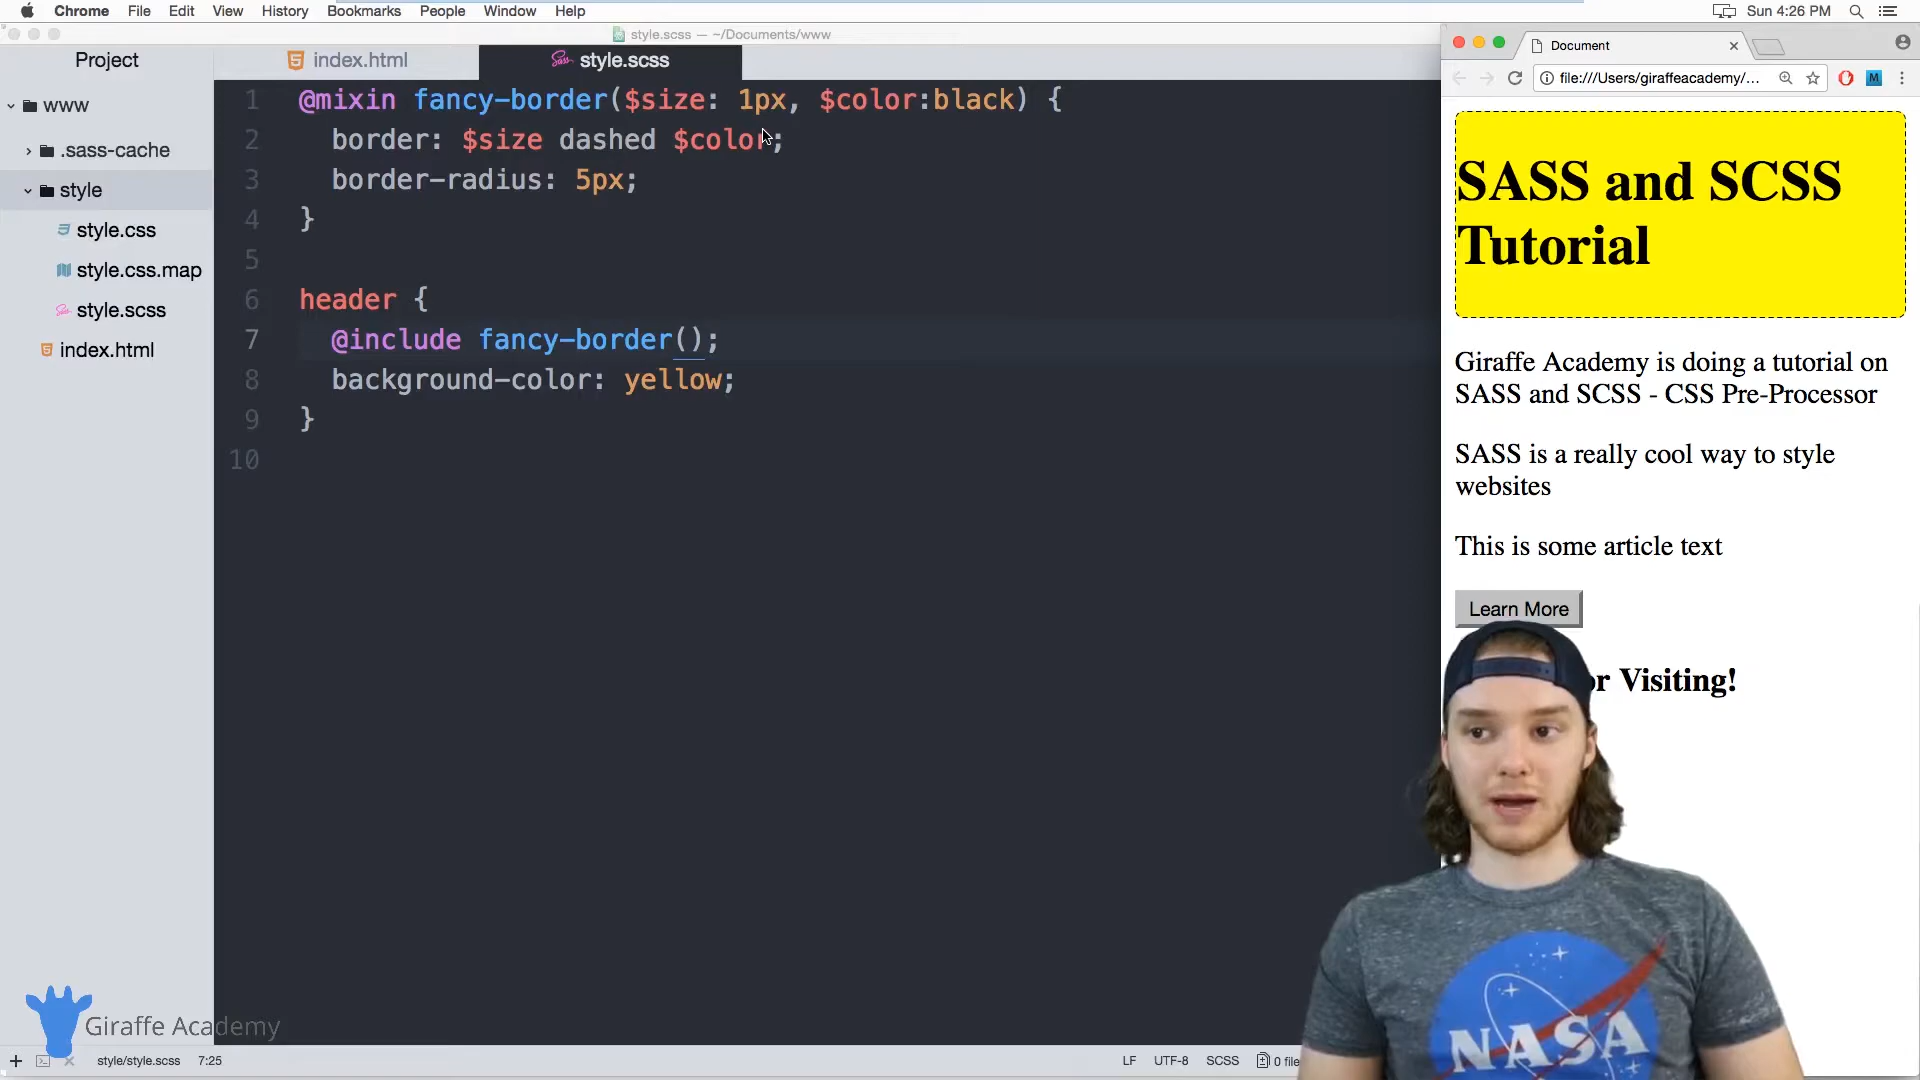 Chrome File Edit View History Bookmarks People Window Help
Sun 4:26 PM
style.scss — ~/Documents/www
Project
index.html
style.scss
www
.sass-cache
style
style.css
style.css.map
style.scss
index.html
1 @mixin fancy-border($size: 1px, $color:black) {
2 border: $size dashed $color;
3 border-radius: 5px;
4 }
5
6 header {
7 @include fancy-border();
8 background-color: yellow;
9 }
10
Document
file:///Users/giraffeacademy/...
M
SASS and SCSS
Tutorial
Giraffe Academy is doing a tutorial on
SASS and SCSS - CSS Pre-Processor
SASS is a really cool way to style
websites
This is some article text
Learn More
or Visiting!
NASA
Giraffe Academy
style/style.scss 7:25
LF UTF-8 SCSS 0 file